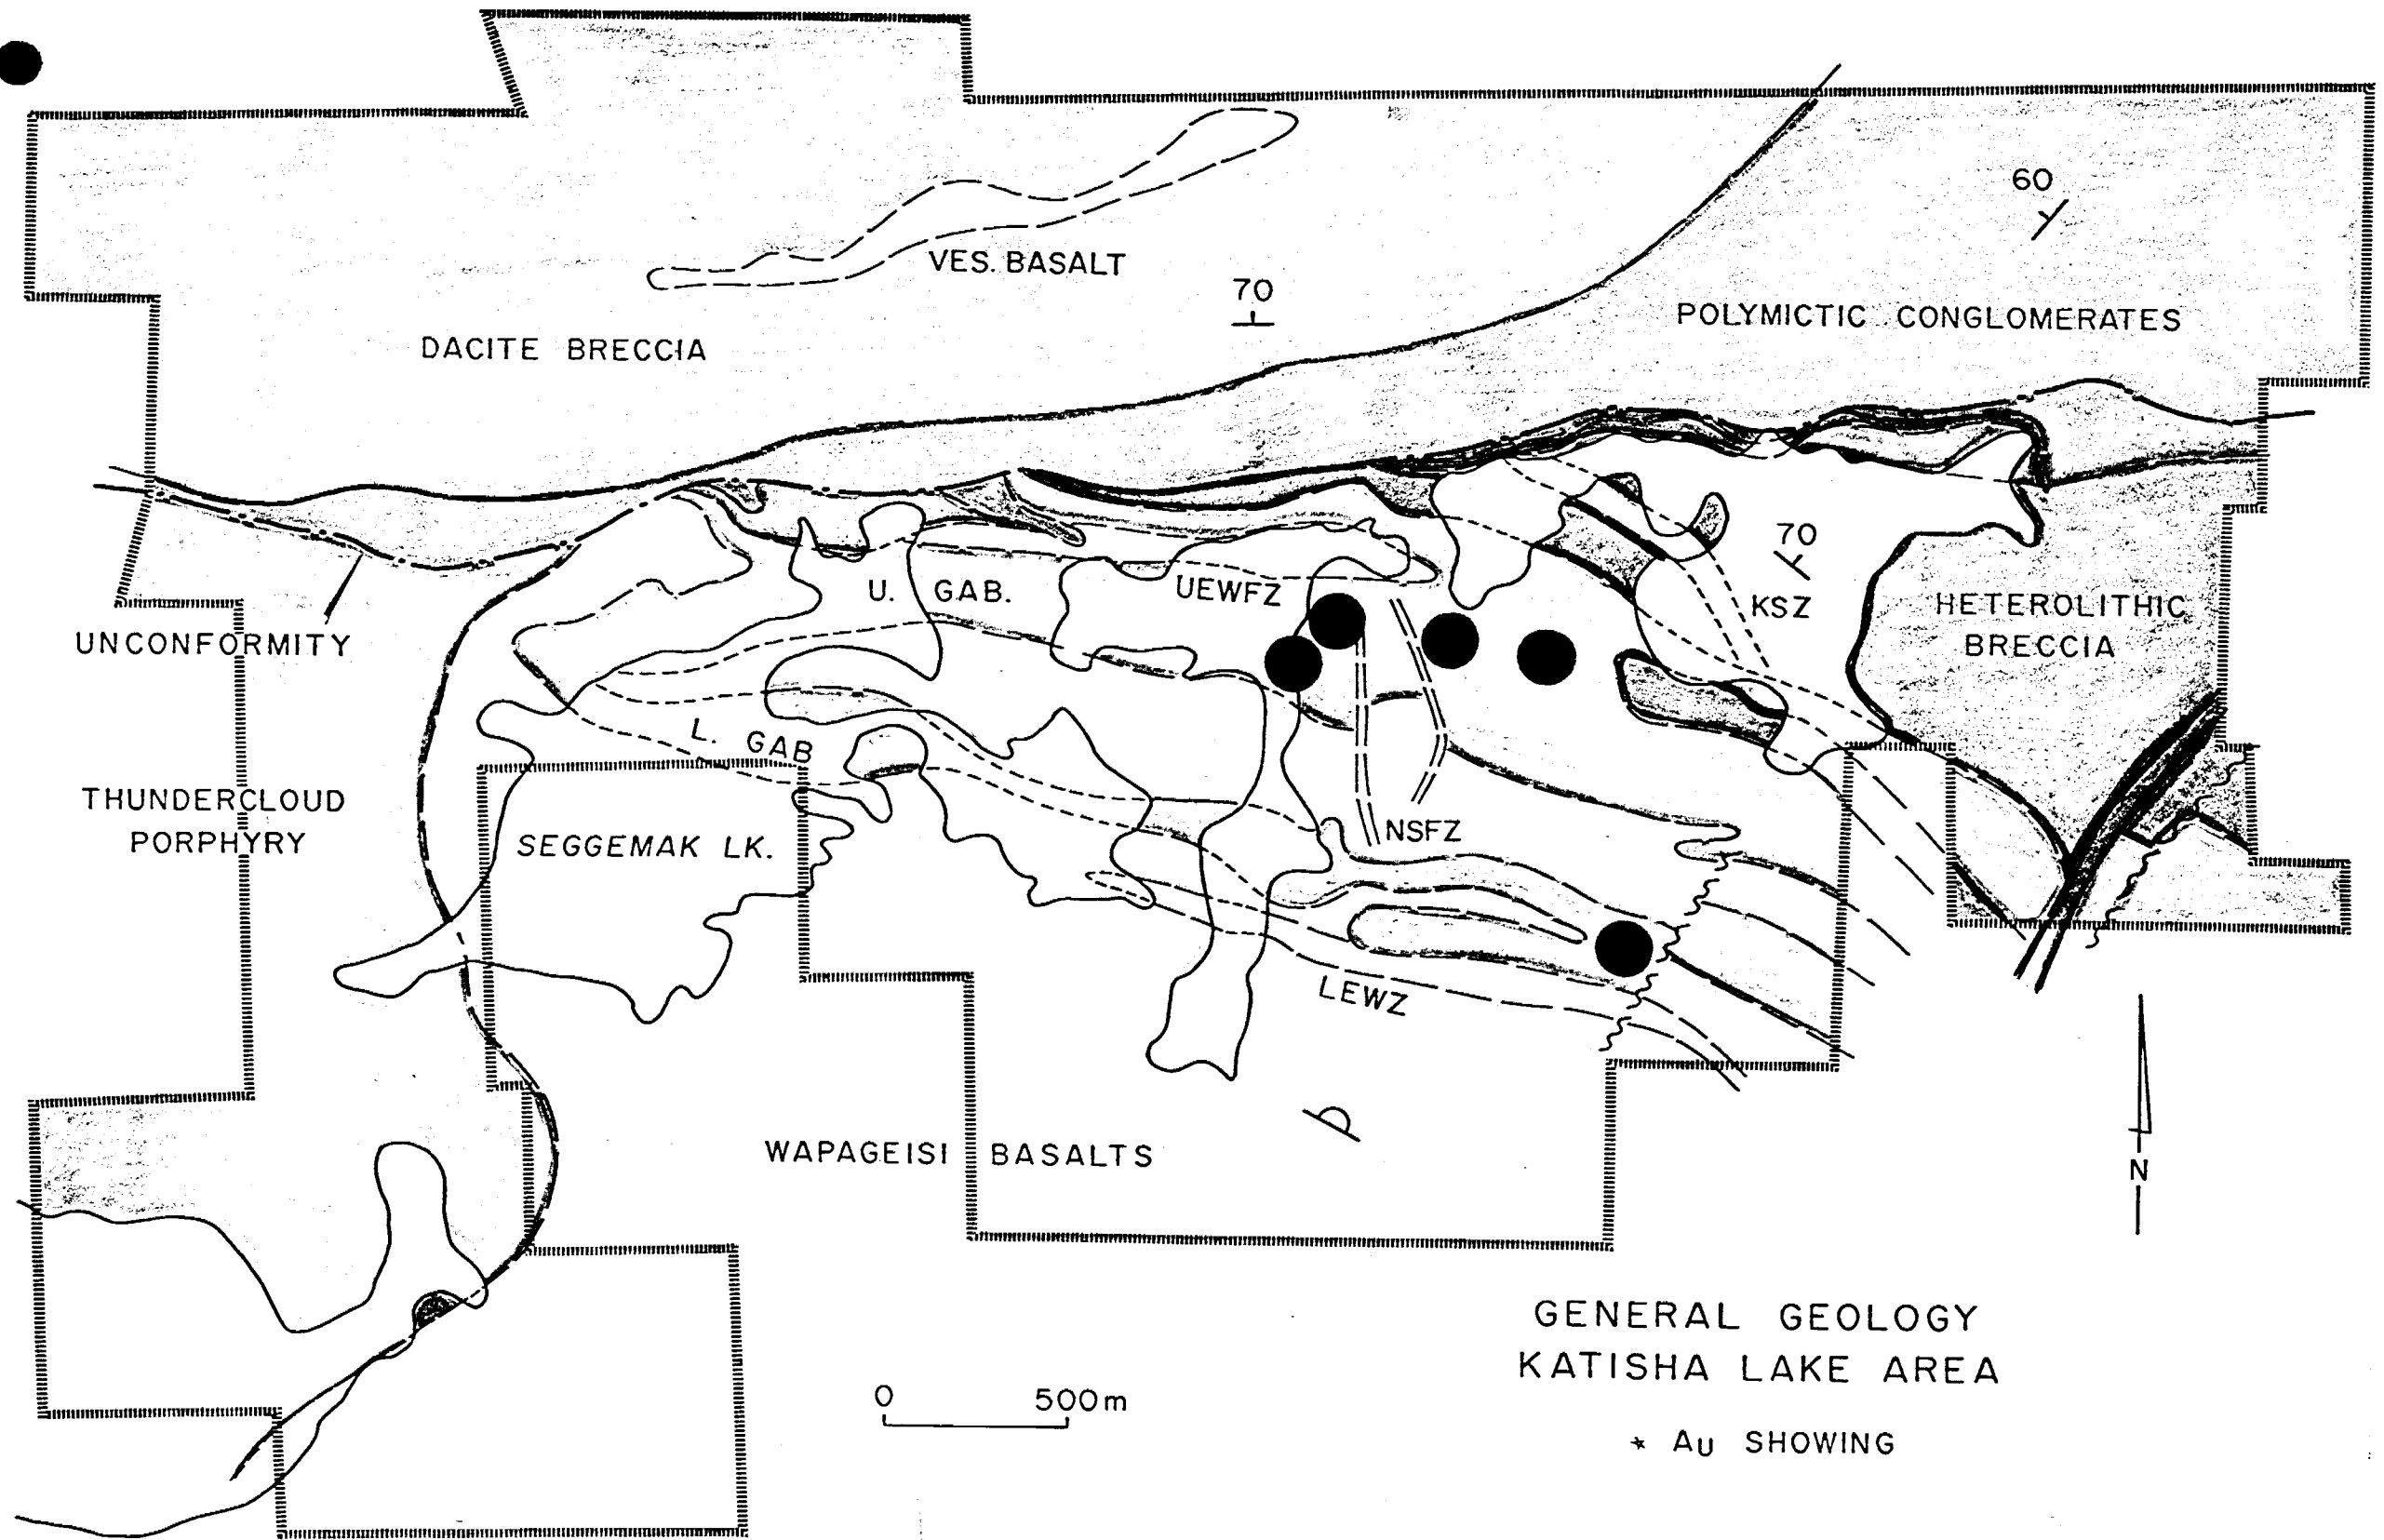 60
VES. BASALT
70
POLYMICTIC CONGLOMERATES
DACITE BRECCIA
70
U. GAB.
UEWFZ
KSZ
HETEROLITHIC
BRECCIA
UNCONFORMITY
L. GAB
THUNDERCLOUD
PORPHYRY
SEGGEMAK LK.
NSFZ
LEWZ
WAPAGEISI BASALTS
N
GENERAL GEOLOGY
KATISHA LAKE AREA
0 500m
* Au SHOWING